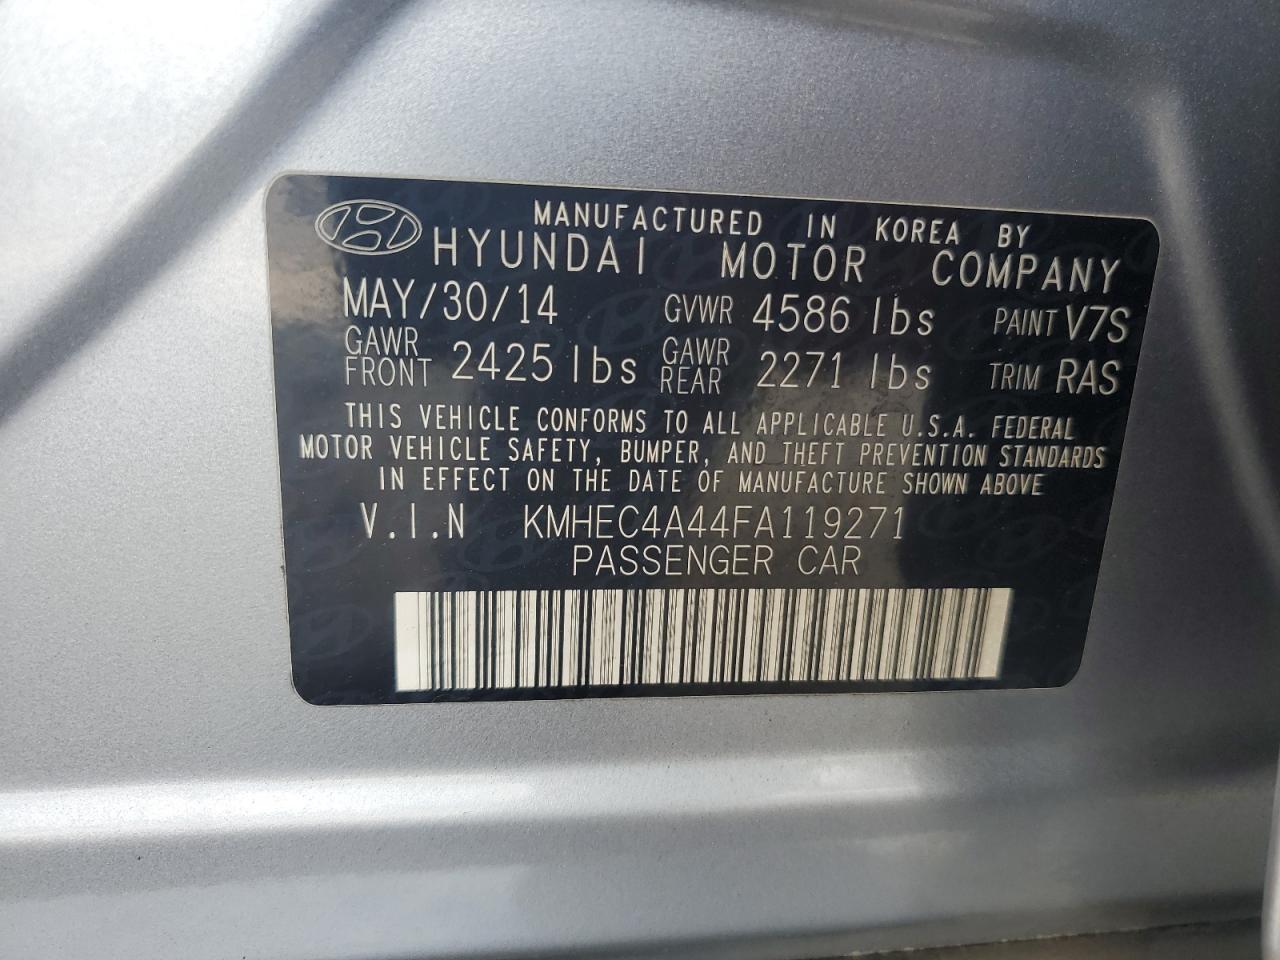 MANUFACTURED IN KOREA BY
HYUNDAI MOTOR COMPANY
MAY/30/14 GVWR 4586 lbs PAINT V7S
GAWR FRONT 2425 lbs GAWR REAR 2271 lbs TRIM RAS
THIS VEHICLE CONFORMS TO ALL APPLICABLE U.S.A. FEDERAL
MOTOR VEHICLE SAFETY, BUMPER, AND THEFT PREVENTION STANDARDS
IN EFFECT ON THE DATE OF MANUFACTURE SHOWN ABOVE
V.I.N KMHEC4A44FA119271
PASSENGER CAR